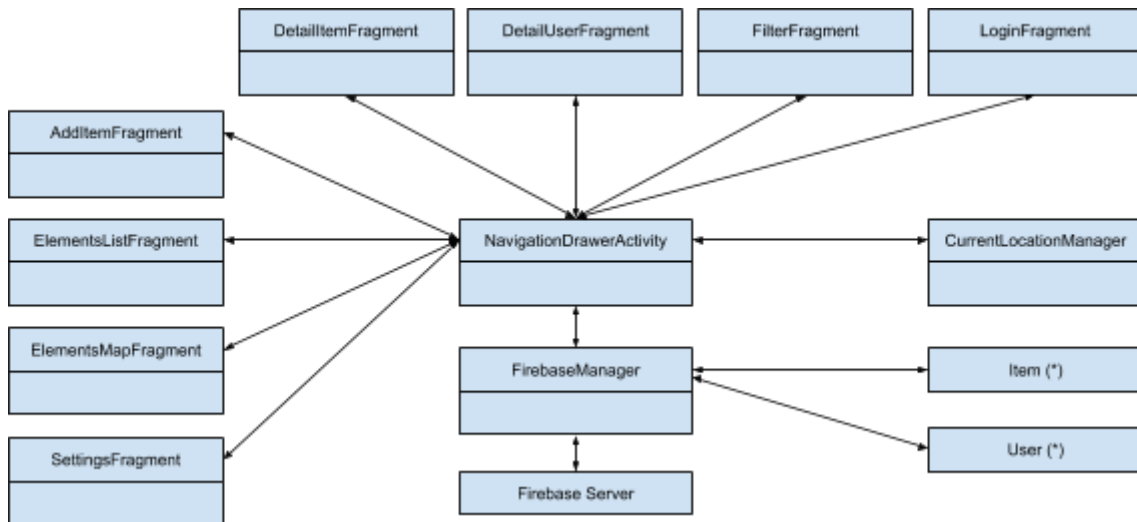 DetailItemFragment
DetailUserFragment
FilterFragment
LoginFragment
AddItemFragment
ElementsListFragment
NavigationDrawerActivity
CurrentLocationManager
ElementsMapFragment
FirebaseManager
Item (*)
SettingsFragment
User (*)
Firebase Server